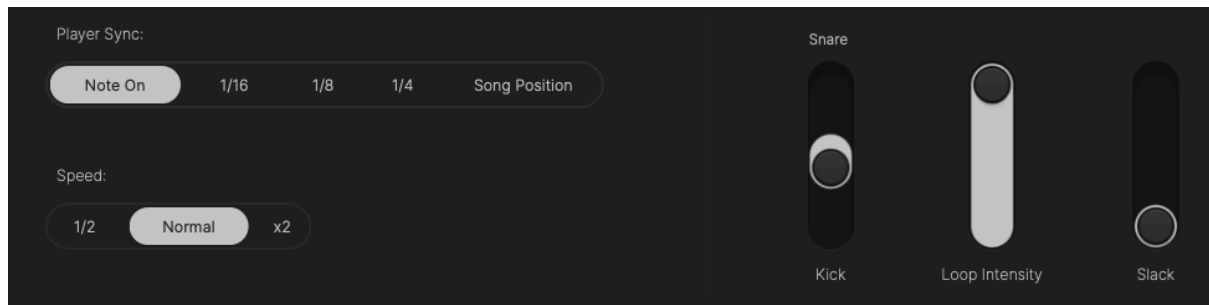 Player Sync:
Note On 1/16 1/8 1/4 Song Position
Speed:
1/2 Normal x2
Snare
Kick Loop Intensity Slack